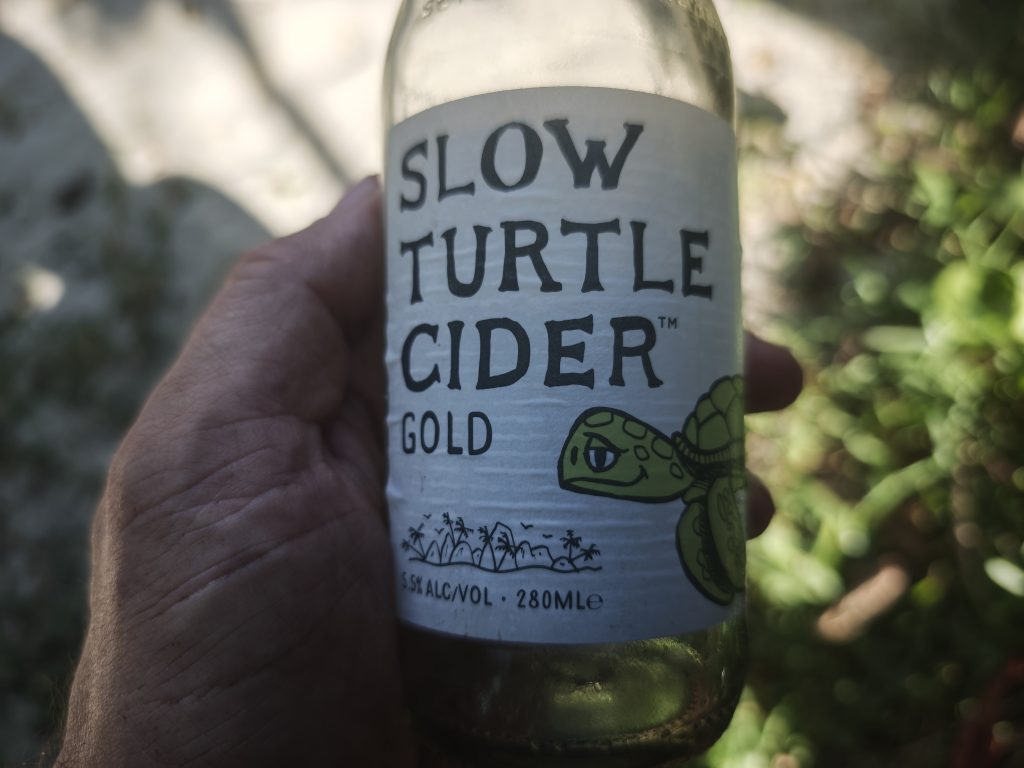 SLOW
TURTLE
CIDER™
GOLD
5.5% ALC/VOL · 280ML℮